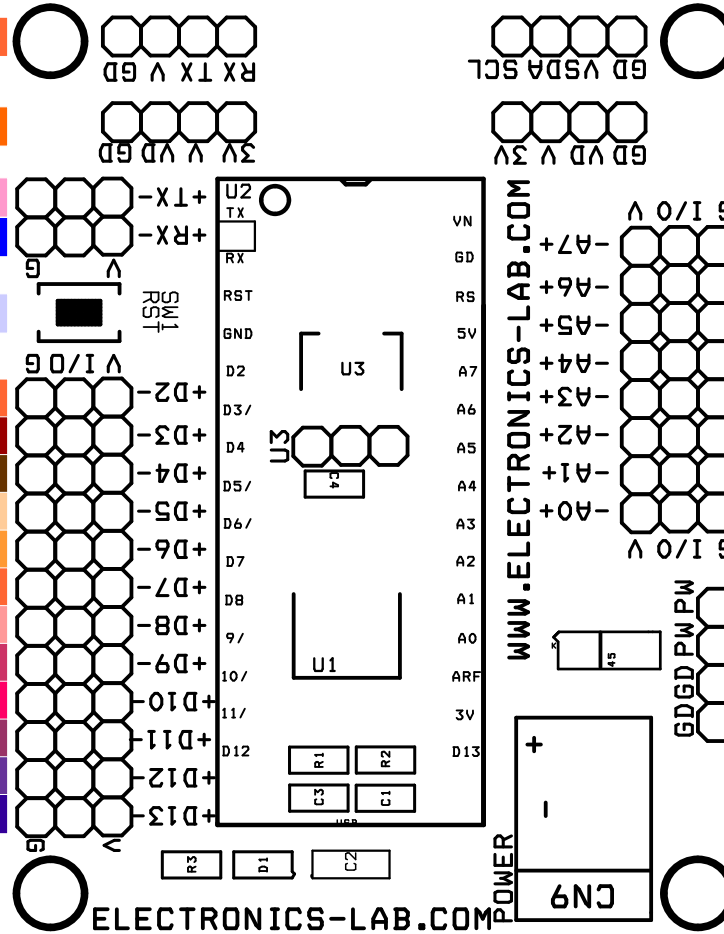 GD V TX RX
SCL SDA V GD
GD VD V 3V
3V V VD GD
-TX+
-RX+
G V
SW1
RST
G I/O V
-D2+
-D3+
-D4+
-D5+
-D6+
-D7+
-D8+
-D9+
-D10+
-D11+
-D12+
-D13+
G V
U2
TX
RX
RST
GND
D2
D3/
D4
D5/
D6/
D7
D8
9/
10/
11/
D12
VN
GD
RS
5V
A7
A6
A5
A4
A3
A2
A1
A0
ARF
3V
D13
U3
U3
C4
U1
R1 R2
C3 C1
USB
R3 D1 C2
WWW.ELECTRONICS-LAB.COM
V I/O G
+A7-
+A6-
+A5-
+A4-
+A3-
+A2-
+A1-
+A0-
V I/O G
K
45
GDGD PW PW
+
-
POWER
CN9
ELECTRONICS-LAB.COM